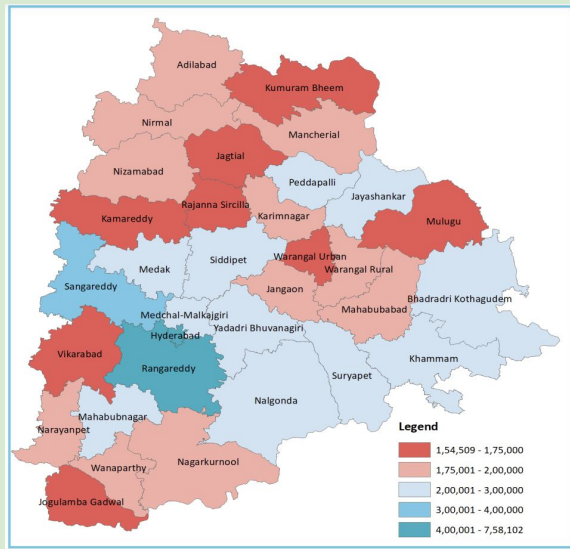 Adilabad
Kumuram Bheem
Nirmal
Mancherial
Jagtial
Nizamabad
Peddapalli
Jayashankar
Rajanna Sircilla
Kamareddy
Karimnagar
Mulugu
Warangal Urban
Siddipet
Medak
Warangal Rural
Sangareddy
Jangaon
Bhadradri Kothagudem
Mahabubabad
Medchal-Malkajgiri
Yadadri Bhuvanagiri
Hyderabad
Vikarabad
Khammam
Rangareddy
Suryapet
Nalgonda
Mahabubnagar
Narayanpet
Nagarkurnool
Wanaparthy
Jogulamba Gadwal
Legend
1,54,509 - 1,75,000
1,75,001 - 2,00,000
2,00,001 - 3,00,000
3,00,001 - 4,00,000
4,00,001 - 7,58,102